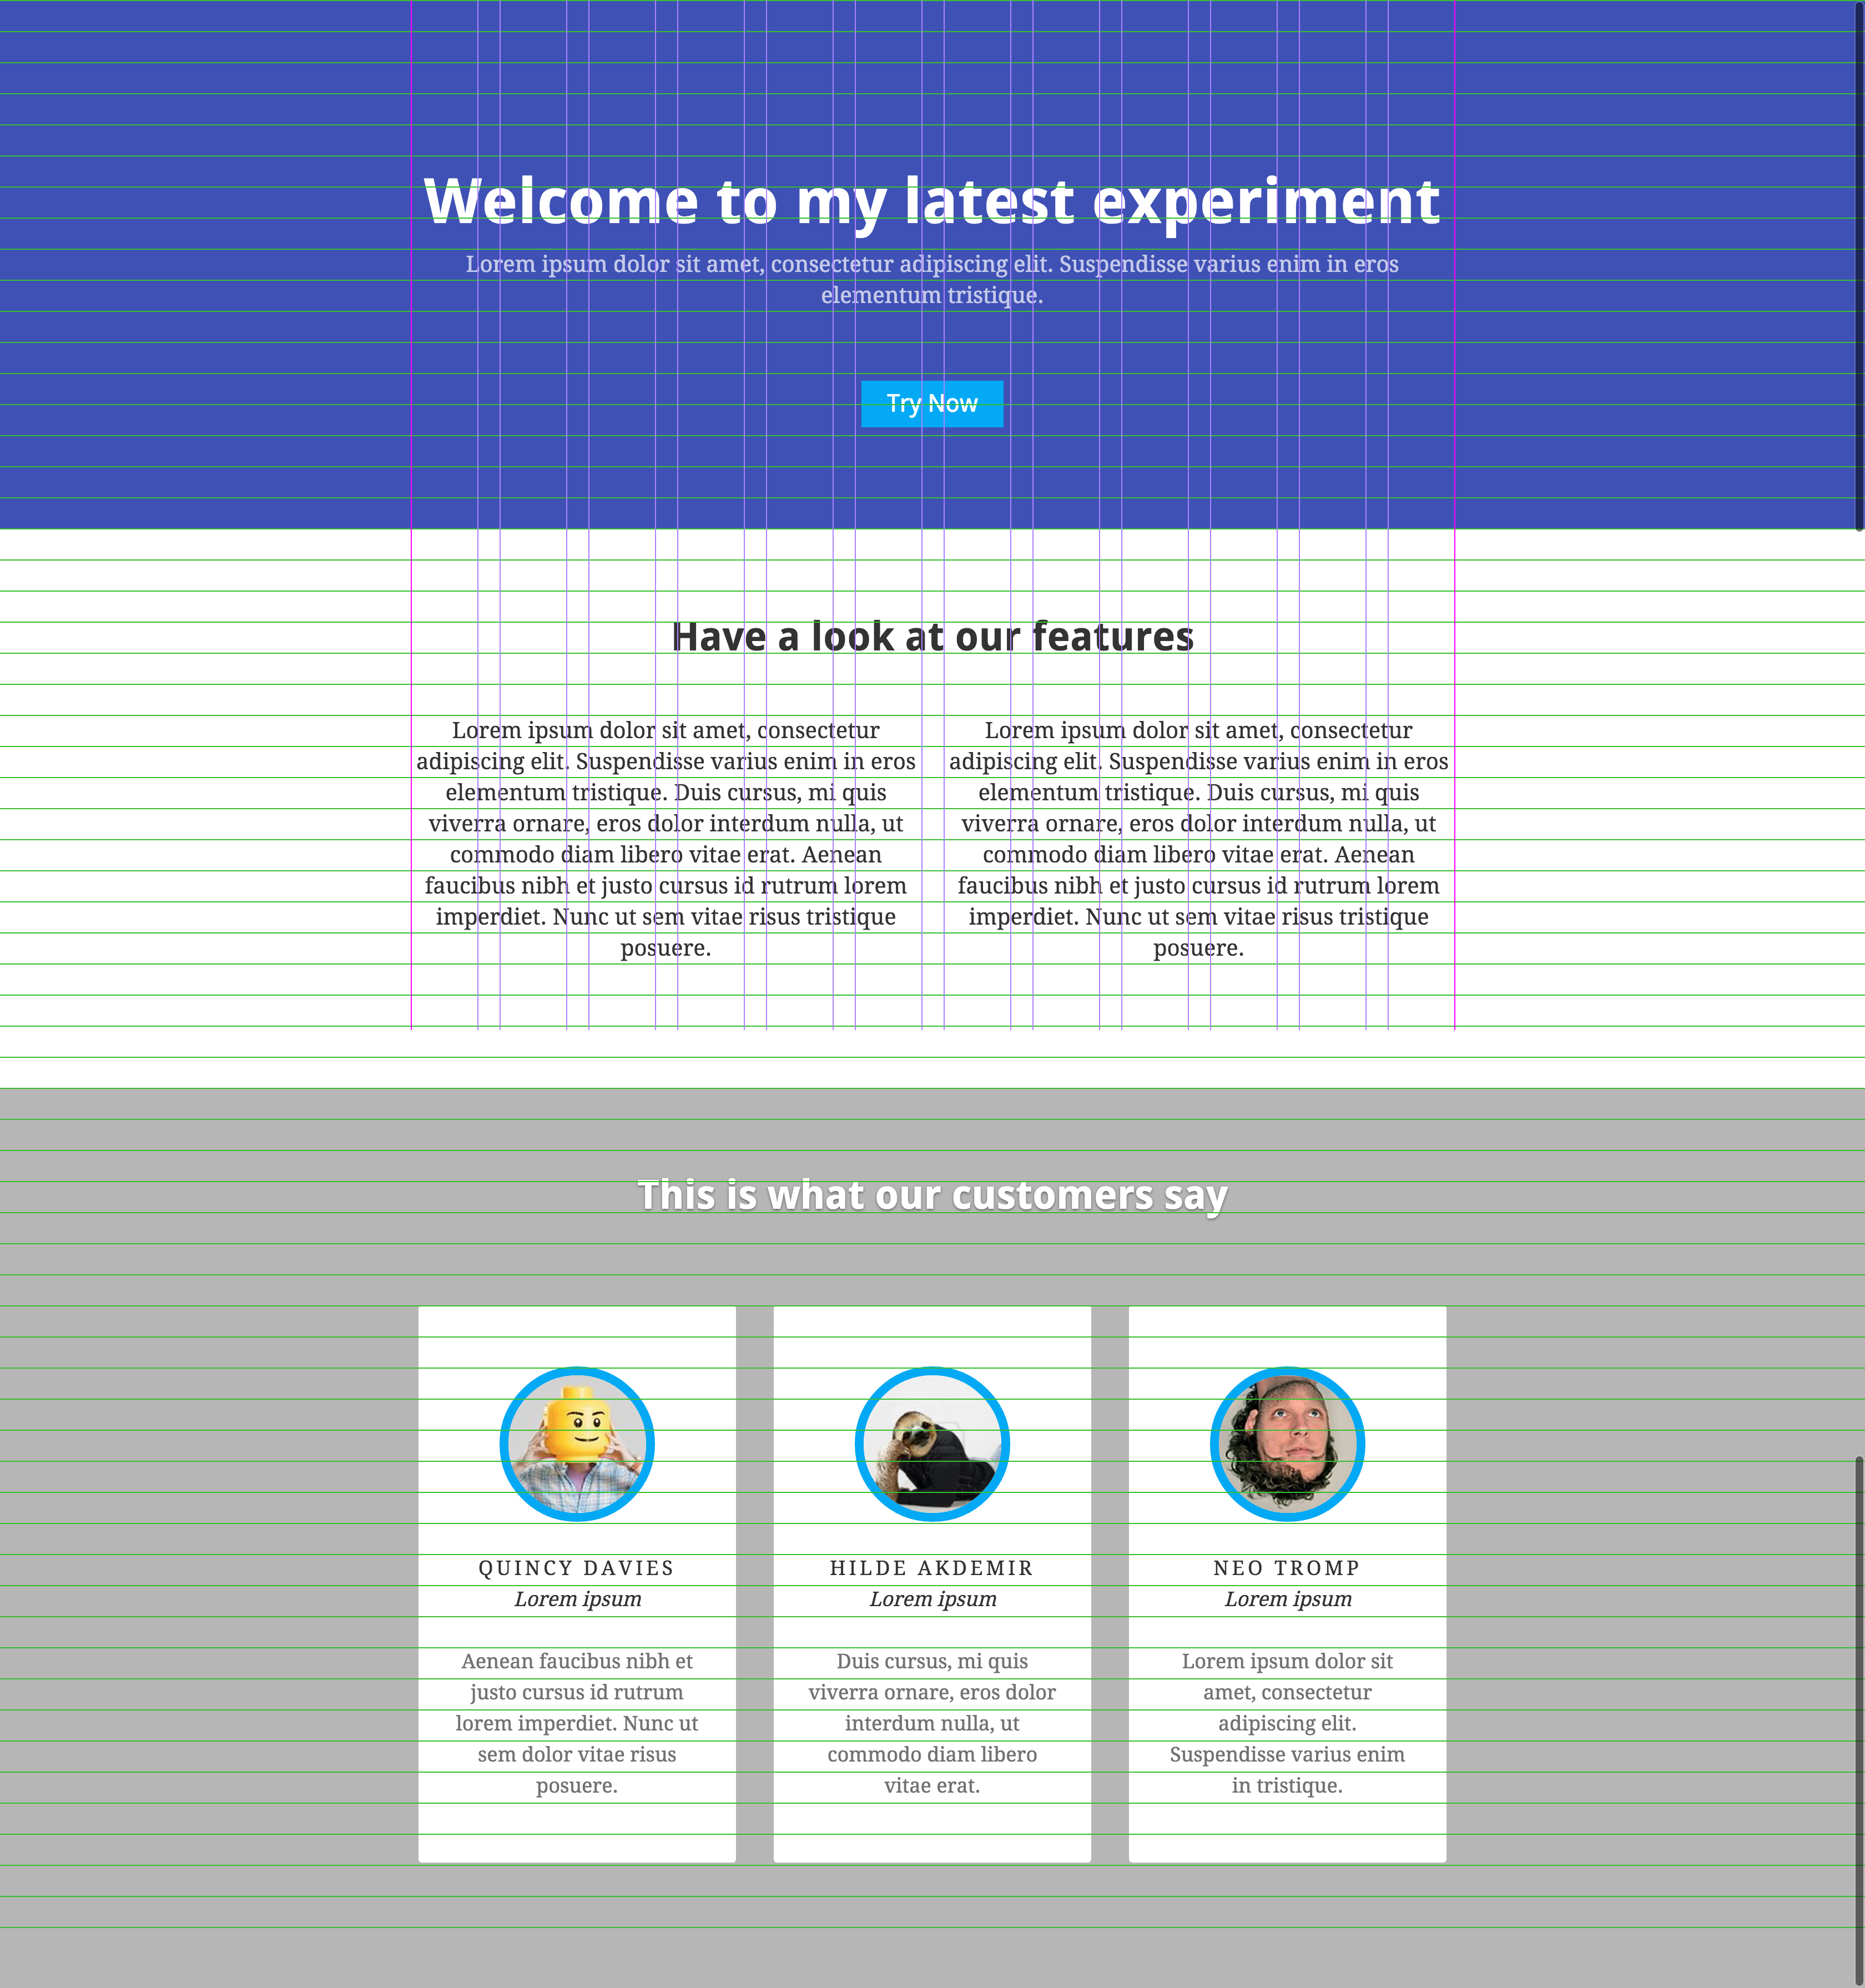 Welcome to my latest experiment
Lorem ipsum dolor sit amet, consectetur adipiscing elit. Suspendisse varius enim in eros
elementum tristique.
Try Now
Have a look at our features
Lorem ipsum dolor sit amet, consectetur
adipiscing elit. Suspendisse varius enim in eros
elementum tristique. Duis cursus, mi quis
viverra ornare, eros dolor interdum nulla, ut
commodo diam libero vitae erat. Aenean
faucibus nibh et justo cursus id rutrum lorem
imperdiet. Nunc ut sem vitae risus tristique
posuere.
Lorem ipsum dolor sit amet, consectetur
adipiscing elit. Suspendisse varius enim in eros
elementum tristique. Duis cursus, mi quis
viverra ornare, eros dolor interdum nulla, ut
commodo diam libero vitae erat. Aenean
faucibus nibh et justo cursus id rutrum lorem
imperdiet. Nunc ut sem vitae risus tristique
posuere.
This is what our customers say
QUINCY DAVIES
Lorem ipsum
Aenean faucibus nibh et
justo cursus id rutrum
lorem imperdiet. Nunc ut
sem dolor vitae risus
posuere.
HILDE AKDEMIR
Lorem ipsum
Duis cursus, mi quis
viverra ornare, eros dolor
interdum nulla, ut
commodo diam libero
vitae erat.
NEO TROMP
Lorem ipsum
Lorem ipsum dolor sit
amet, consectetur
adipiscing elit.
Suspendisse varius enim
in tristique.